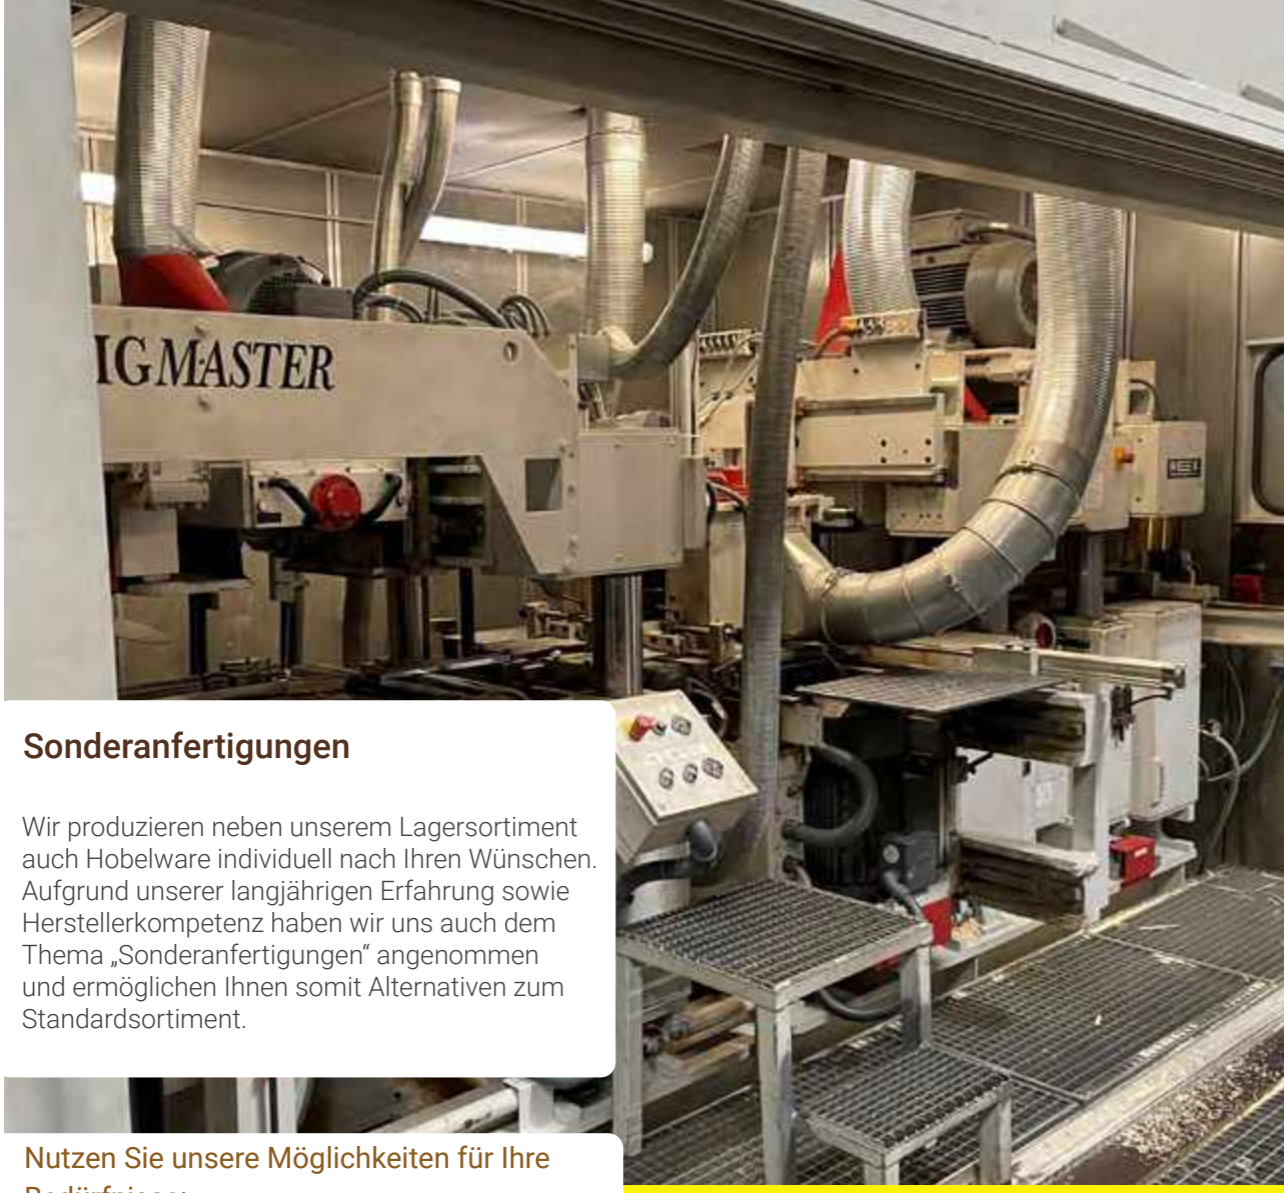 IGMASTER
Sonderanfertigungen
Wir produzieren neben unserem Lagersortiment
auch Hobelware individuell nach Ihren Wünschen.
Aufgrund unserer langjährigen Erfahrung sowie
Herstellerkompetenz haben wir uns auch dem
Thema „Sonderanfertigungen“ angenommen
und ermöglichen Ihnen somit Alternativen zum
Standardsortiment.
Nutzen Sie unsere Möglichkeiten für Ihre
Bedürfnisse: